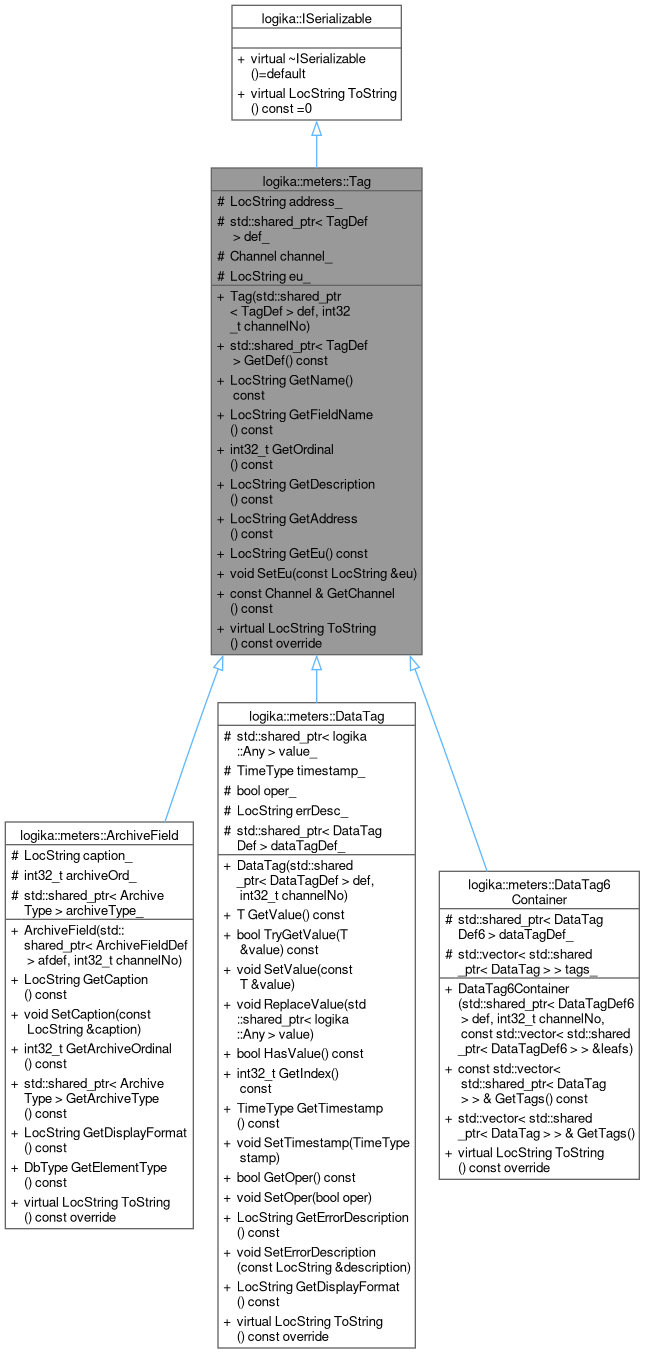 logika::ISerializable
+ virtual ~ISerializable
()=default
+ virtual LocString ToString
() const =0
logika::meters::Tag
# LocString address_
# std::shared_ptr< TagDef
> def_
# Channel channel_
# LocString eu_
+ Tag(std::shared_ptr
< TagDef > def, int32
_t channelNo)
+ std::shared_ptr< TagDef
> GetDef() const
+ LocString GetName()
const
+ LocString GetFieldName
() const
+ int32_t GetOrdinal
() const
+ LocString GetDescription
() const
+ LocString GetAddress
() const
+ LocString GetEu() const
+ void SetEu(const LocString &eu)
+ const Channel & GetChannel
() const
+ virtual LocString ToString
() const override
logika::meters::ArchiveField
# LocString caption_
# int32_t archiveOrd_
# std::shared_ptr< Archive
Type > archiveType_
+ ArchiveField(std::
shared_ptr< ArchiveFieldDef
> afdef, int32_t channelNo)
+ LocString GetCaption
() const
+ void SetCaption(const
LocString &caption)
+ int32_t GetArchiveOrdinal
() const
+ std::shared_ptr< Archive
Type > GetArchiveType
() const
+ LocString GetDisplayFormat
() const
+ DbType GetElementType
() const
+ virtual LocString ToString
() const override
logika::meters::DataTag
# std::shared_ptr< logika
::Any > value_
# TimeType timestamp_
# bool oper_
# LocString errDesc_
# std::shared_ptr< DataTag
Def > dataTagDef_
+ DataTag(std::shared
_ptr< DataTagDef > def,
int32_t channelNo)
+ T GetValue() const
+ bool TryGetValue(T
&value) const
+ void SetValue(const
T &value)
+ void ReplaceValue(std
::shared_ptr< logika
::Any > value)
+ bool HasValue() const
+ int32_t GetIndex()
const
+ TimeType GetTimestamp
() const
+ void SetTimestamp(TimeType
stamp)
+ bool GetOper() const
+ void SetOper(bool oper)
+ LocString GetErrorDescription
() const
+ void SetErrorDescription
(const LocString &description)
+ LocString GetDisplayFormat
() const
+ virtual LocString ToString
() const override
logika::meters::DataTag6
Container
# std::shared_ptr< DataTag
Def6 > dataTagDef_
# std::vector< std::shared
_ptr< DataTag > > tags_
+ DataTag6Container
(std::shared_ptr< DataTagDef6
> def, int32_t channelNo,
const std::vector< std::shared
_ptr< DataTagDef6 > > &leafs)
+ const std::vector<
std::shared_ptr< DataTag
> > & GetTags() const
+ std::vector< std::shared
_ptr< DataTag > > & GetTags()
+ virtual LocString ToString
() const override